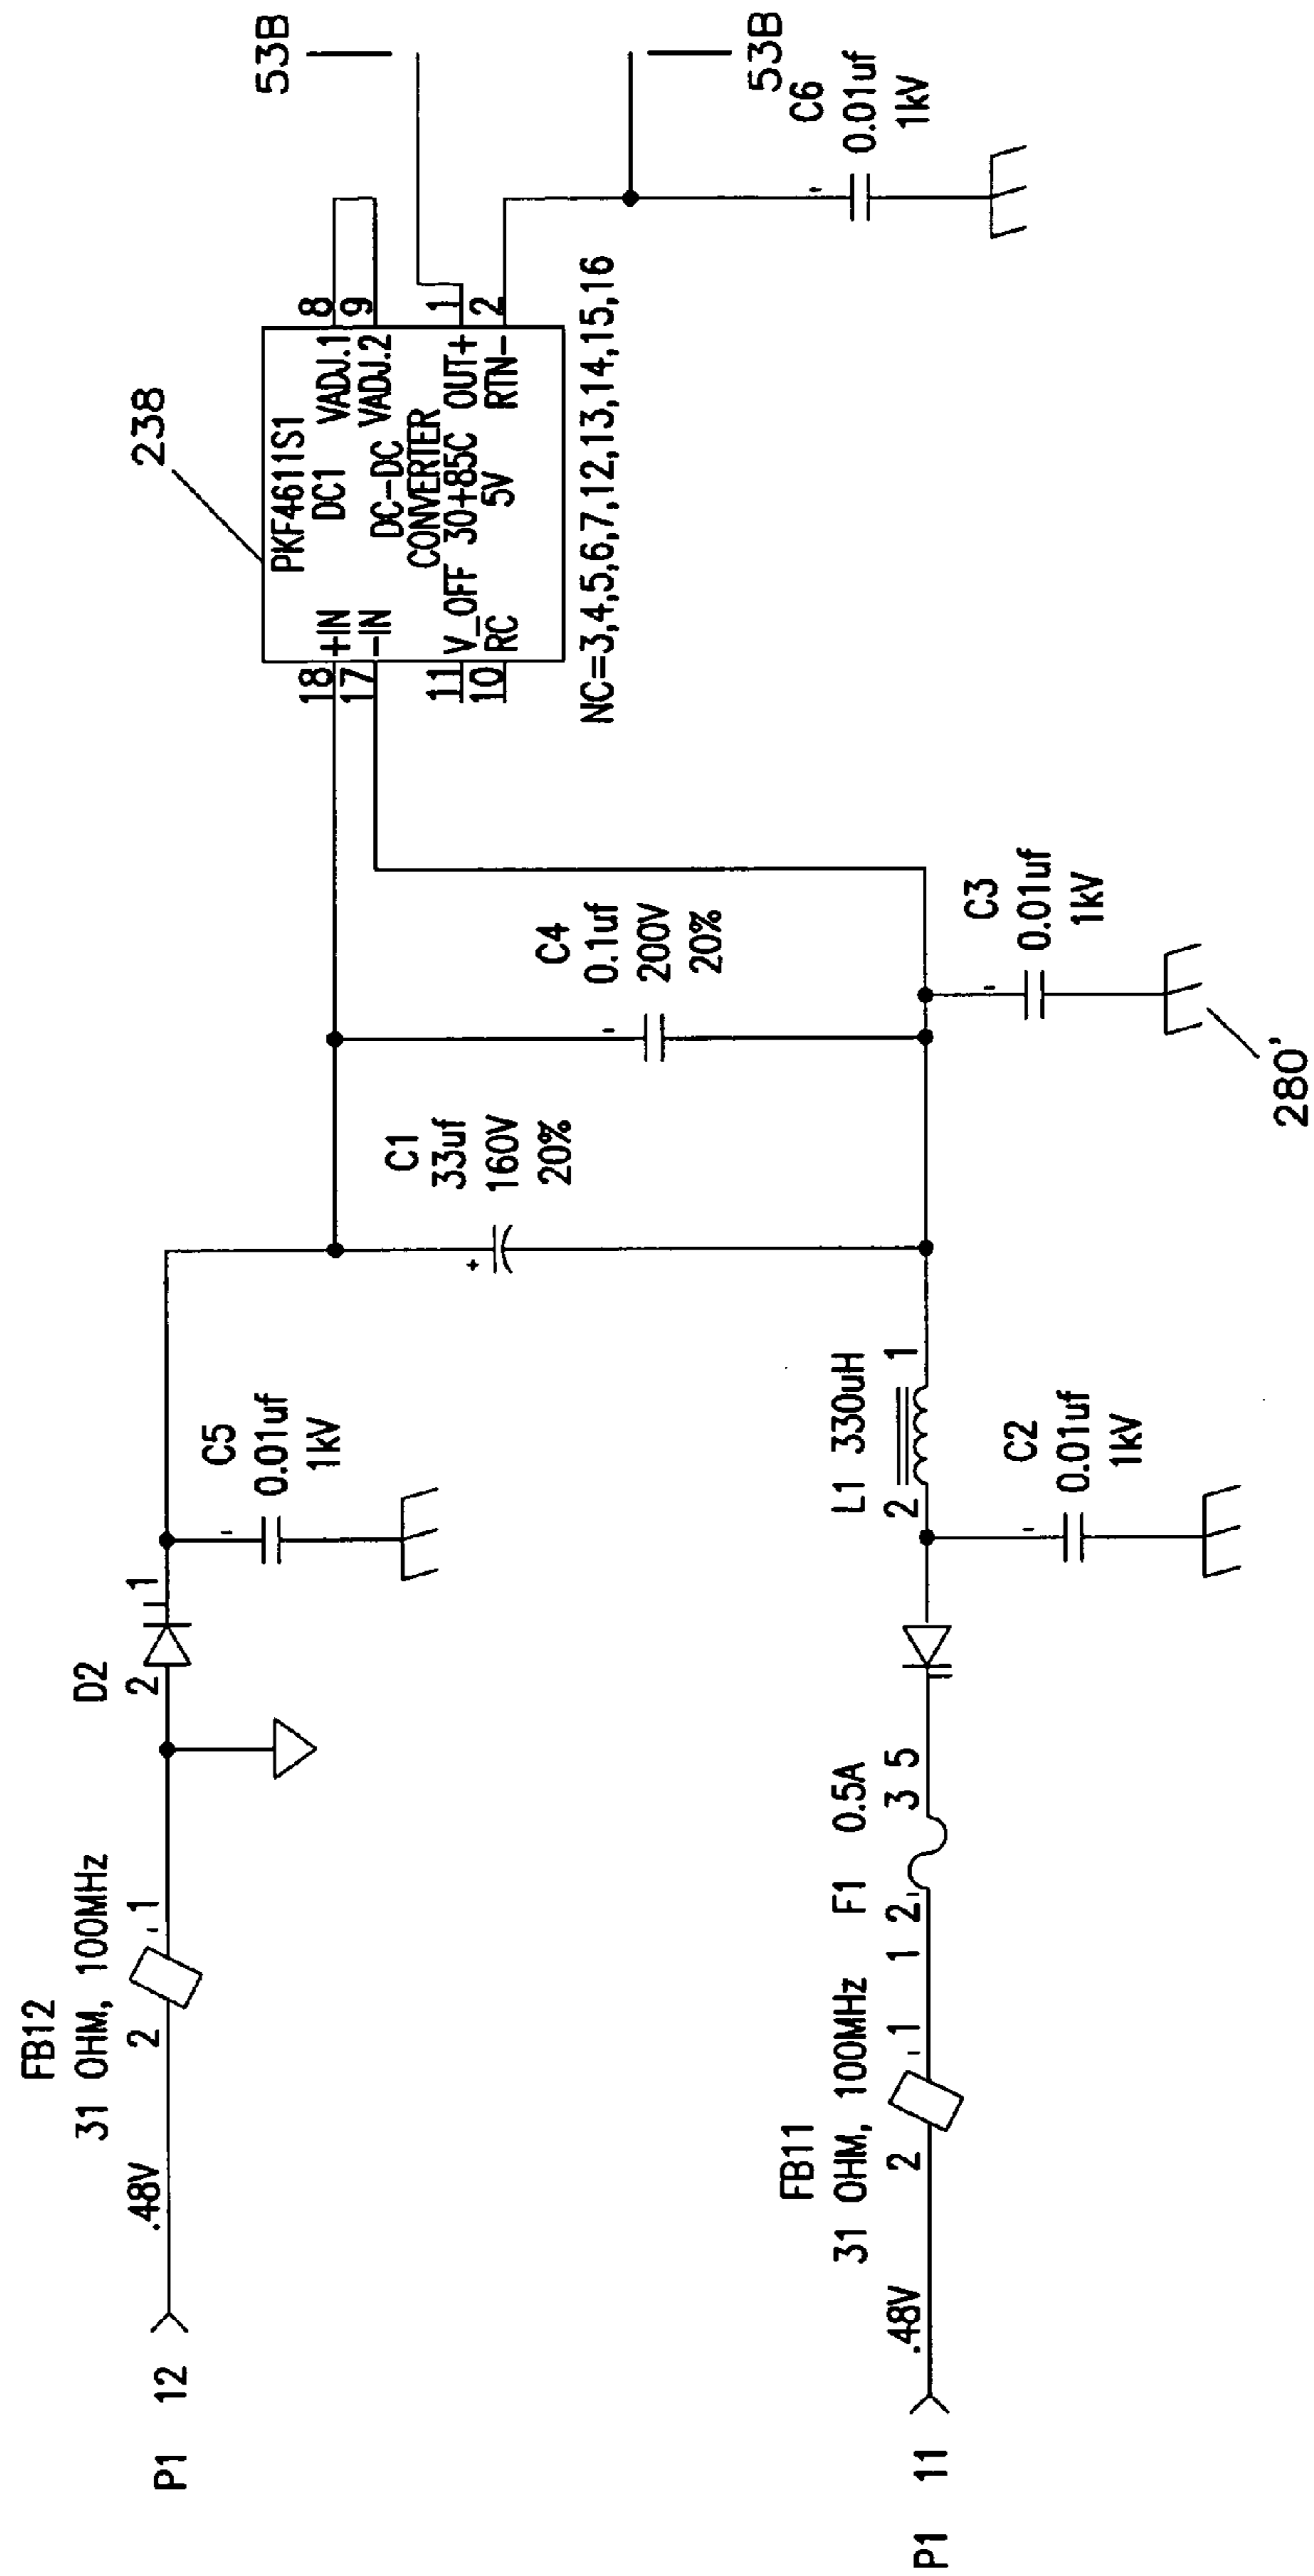 FB12
31 OHM, 100MHz
P1 12
.48V
2
1
D2
2
1
C5
0.01uf
1kV
C1
33uf
160V
20%
C4
0.1uf
200V
20%
238
PKF4611S1
DC1
18 +IN
17 -IN
VADJ.1 8
VADJ.2 9
DC-DC
CONVERTER
11 V_OFF 30+85C OUT+ 1
10 RC 5V RTN- 2
NC=3,4,5,6,7,12,13,14,15,16
53B
53B
C6
0.01uf
1kV
FB11
31 OHM, 100MHz
P1 11
.48V
2
1
F1 0.5A
1 2
3 5
L1 330uH
2
1
C2
0.01uf
1kV
C3
0.01uf
1kV
280'